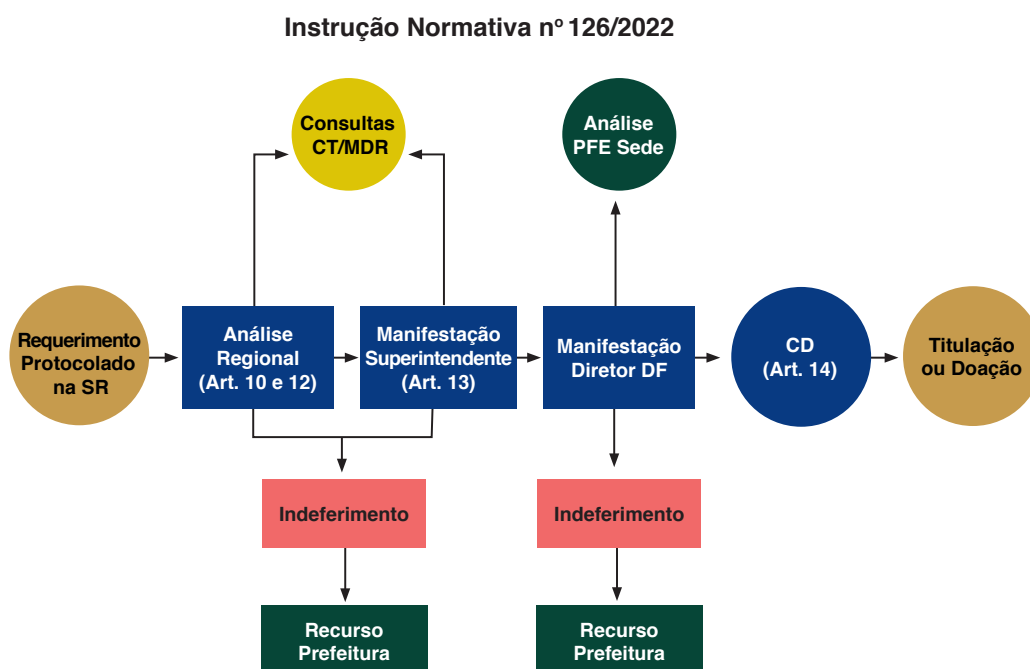 Instrução Normativa nº 126/2022
Consultas
CT/MDR
Análise
PFE Sede
Requerimento
Protocolado
na SR
Análise
Regional
(Art. 10 e 12)
Manifestação
Superintendente
(Art. 13)
Manifestação
Diretor DF
CD
(Art. 14)
Titulação
ou Doação
Indeferimento
Indeferimento
Recurso
Prefeitura
Recurso
Prefeitura